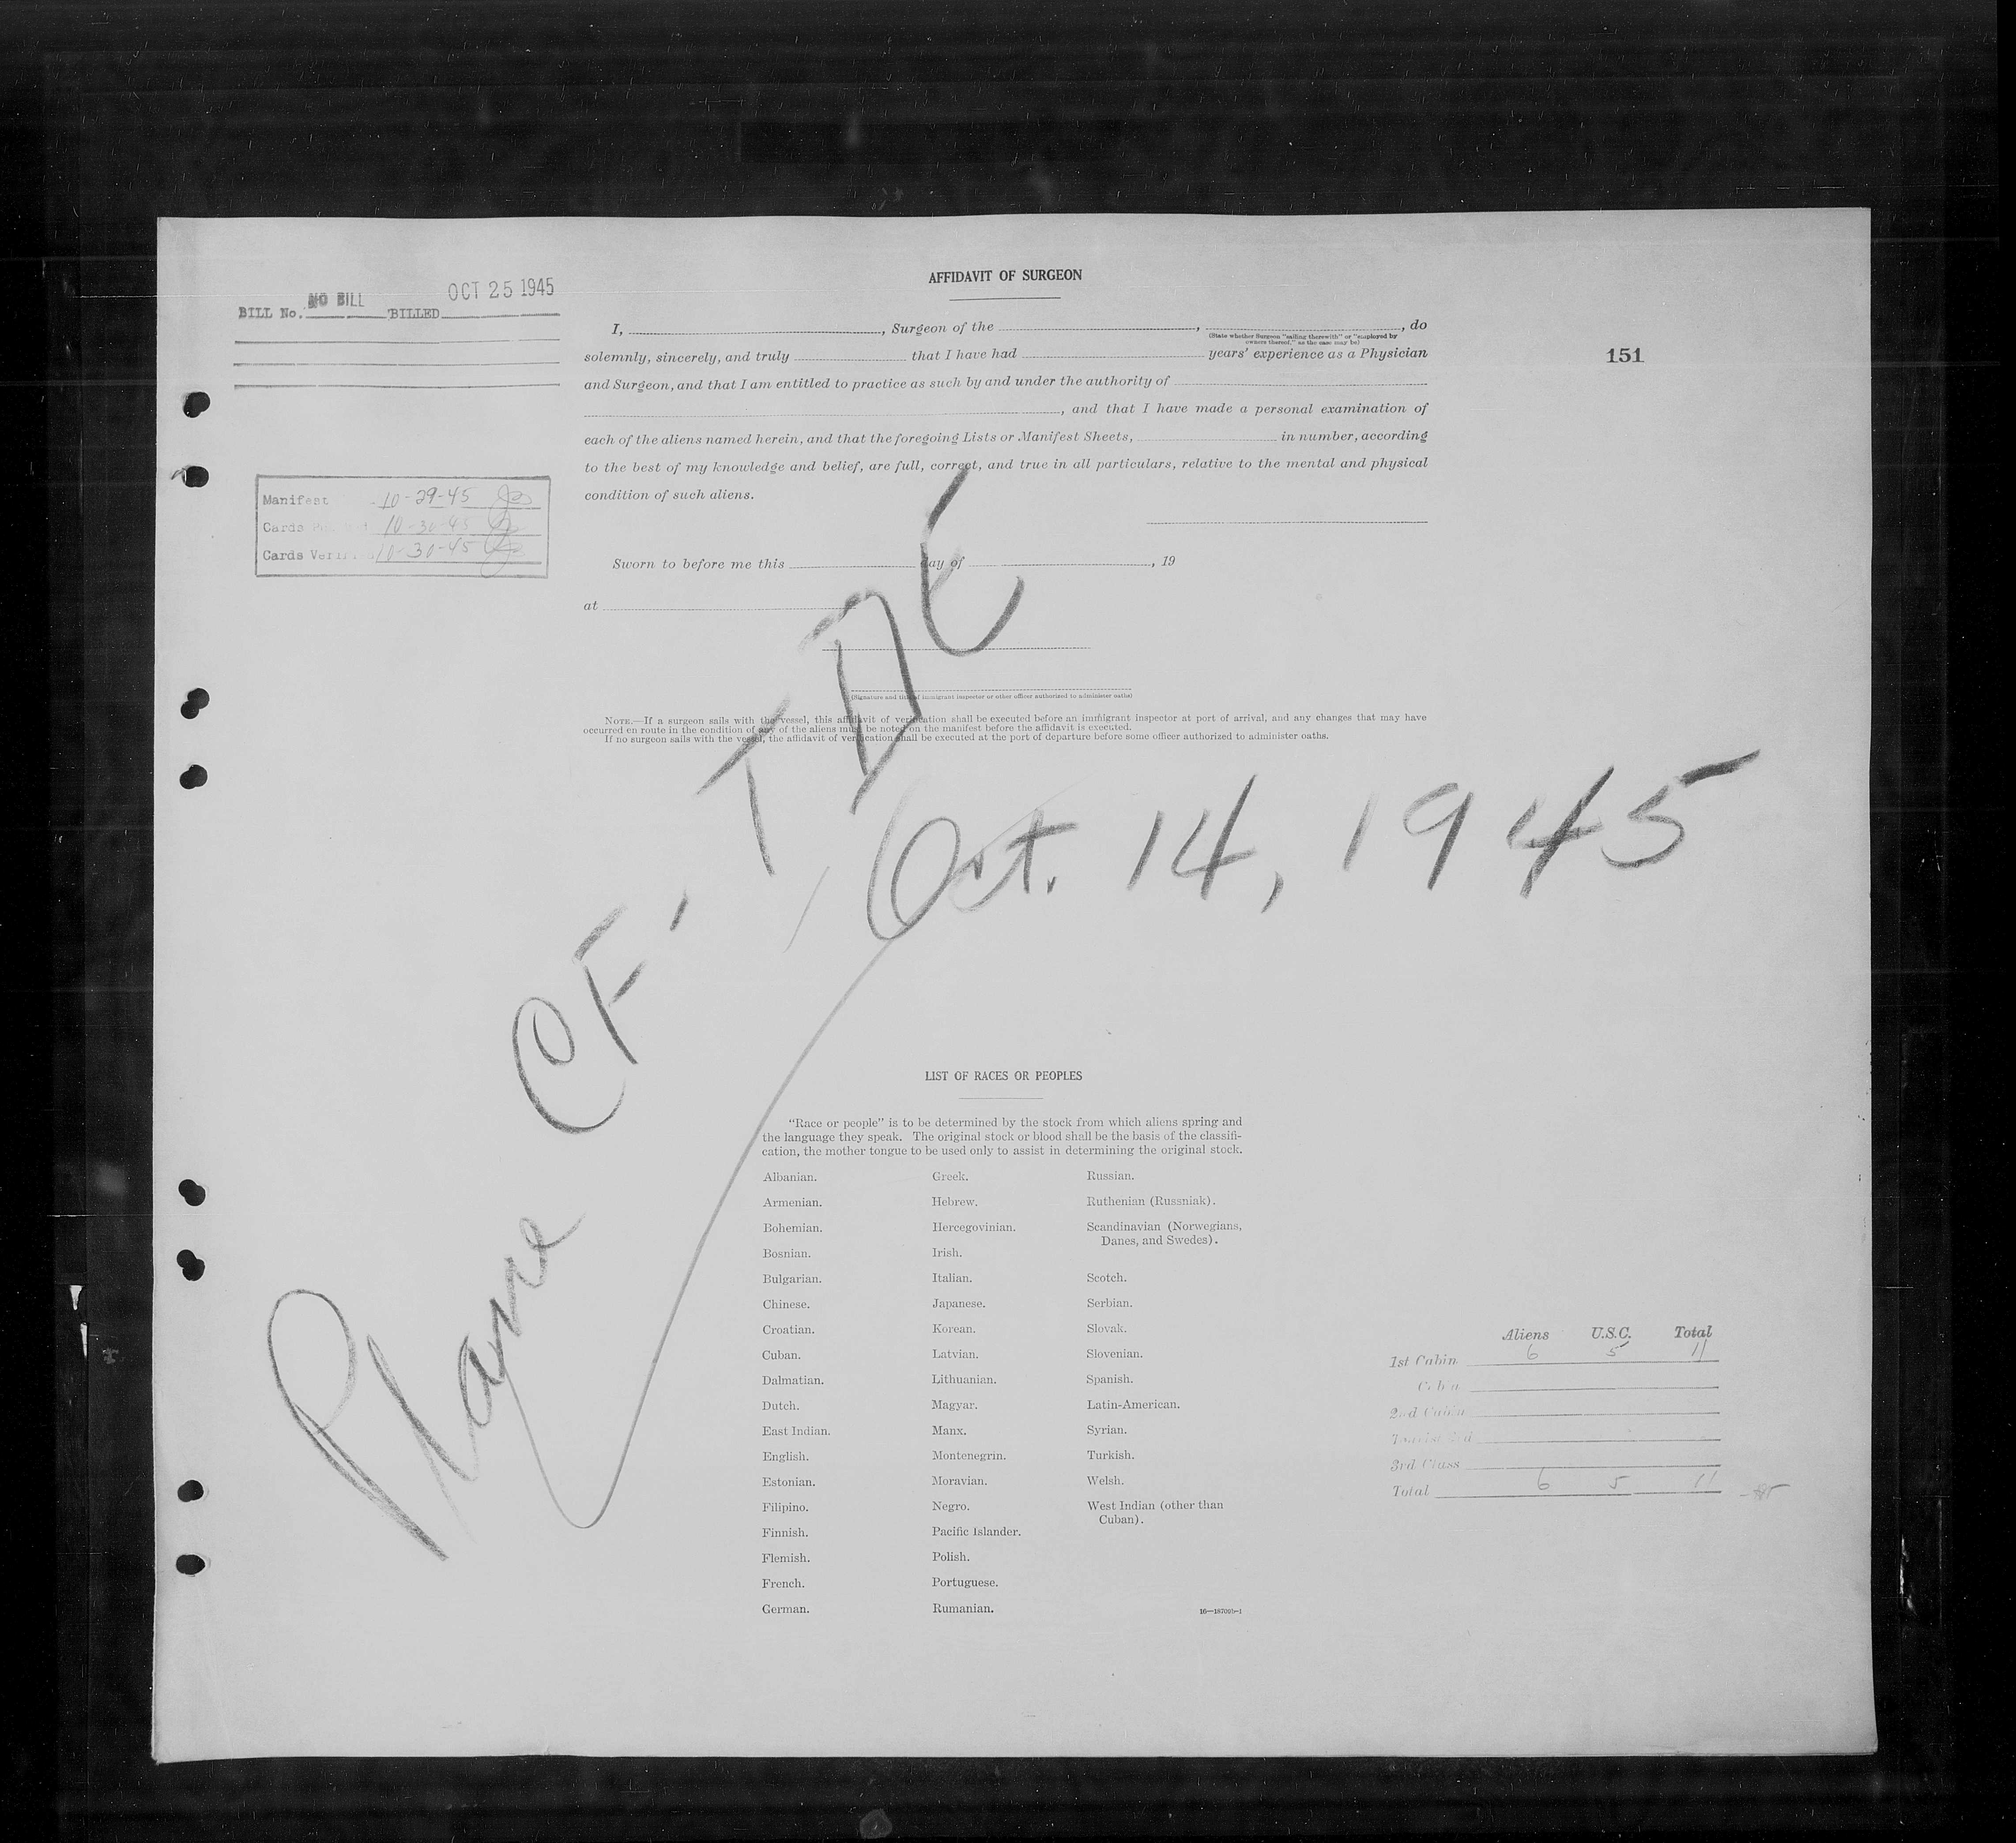 AFFIDAVIT OF SURGEON
NO BILL OCT 25 1945
BILL No. BILLED
151
I, , Surgeon of the , , do
(State whether Surgeon "sailing therewith" or "employed by
owners thereof," as the case may be)
solemnly, sincerely, and truly that I have had years' experience as a Physician
and Surgeon, and that I am entitled to practice as such by and under the authority of
, and that I have made a personal examination of
each of the aliens named herein, and that the foregoing Lists or Manifest Sheets, in number, according
to the best of my knowledge and belief, are full, correct, and true in all particulars, relative to the mental and physical
condition of such aliens.
Manifest 10-29-45
Cards 10-30-45
Cards 10-30-45
Sworn to before me this day of , 19
at
(Signature and title of immigrant inspector or other officer authorized to administer oaths)
NOTE.—If a surgeon sails with the vessel, this affidavit of verification shall be executed before an immigrant inspector at port of arrival, and any changes that may have
occurred en route in the condition of any of the aliens must be noted on the manifest before the affidavit is executed.
If no surgeon sails with the vessel, the affidavit of verification shall be executed at the port of departure before some officer authorized to administer oaths.
Plane CF-TDE
Oct. 14, 1945
LIST OF RACES OR PEOPLES
"Race or people" is to be determined by the stock from which aliens spring and
the language they speak. The original stock or blood shall be the basis of the classifi-
cation, the mother tongue to be used only to assist in determining the original stock.
Albanian.
Armenian.
Bohemian.
Bosnian.
Bulgarian.
Chinese.
Croatian.
Cuban.
Dalmatian.
Dutch.
East Indian.
English.
Estonian.
Filipino.
Finnish.
Flemish.
French.
German.
Greek.
Hebrew.
Hercegovinian.
Irish.
Italian.
Japanese.
Korean.
Latvian.
Lithuanian.
Magyar.
Manx.
Montenegrin.
Moravian.
Negro.
Pacific Islander.
Polish.
Portuguese.
Rumanian.
Russian.
Ruthenian (Russniak).
Scandinavian (Norwegians,
Danes, and Swedes).
Scotch.
Serbian.
Slovak.
Slovenian.
Spanish.
Latin-American.
Syrian.
Turkish.
Welsh.
West Indian (other than
Cuban).
Aliens U.S.C. Total
1st Cabin 6 5 11
Cabin
2nd Cabin
3rd Class
Total 6 5 11